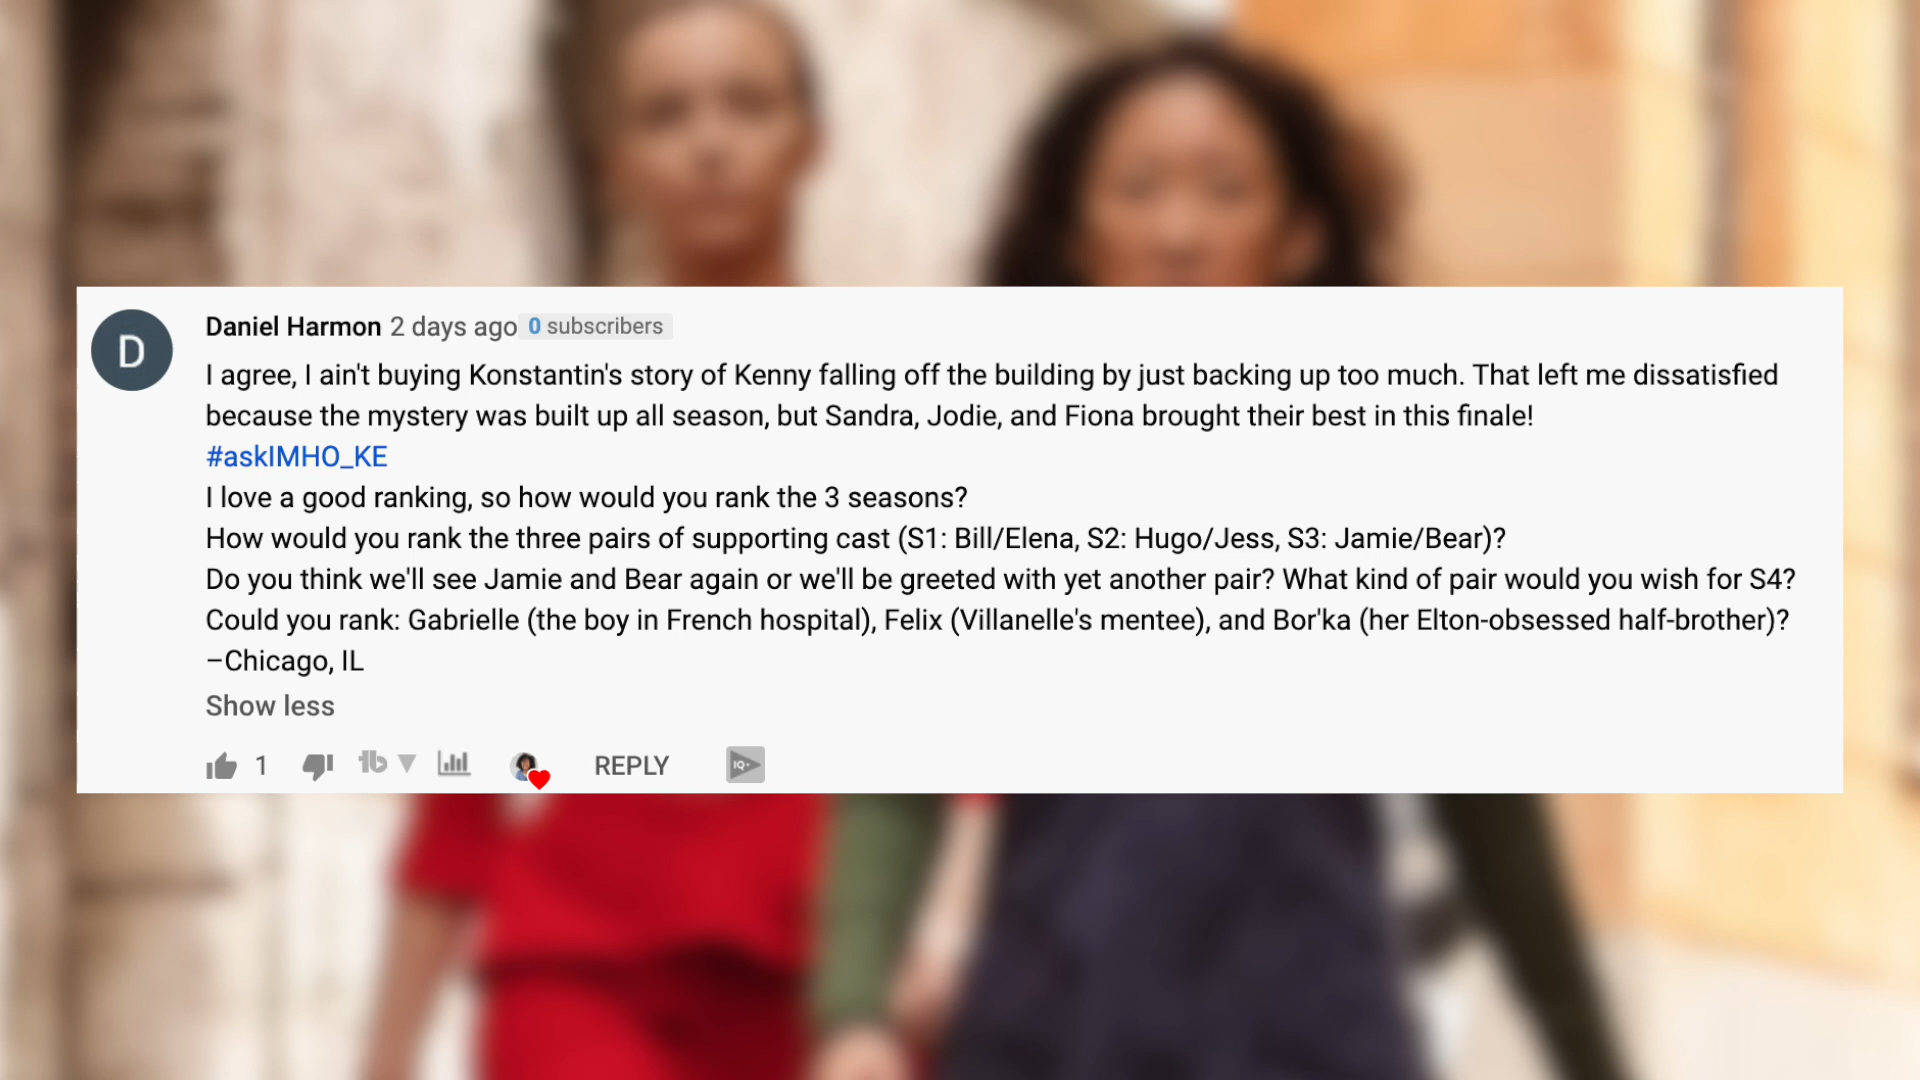 D
Daniel Harmon 2 days ago 0 subscribers
I agree, I ain't buying Konstantin's story of Kenny falling off the building by just backing up too much. That left me dissatisfied
because the mystery was built up all season, but Sandra, Jodie, and Fiona brought their best in this finale!
#askIMHO_KE
I love a good ranking, so how would you rank the 3 seasons?
How would you rank the three pairs of supporting cast (S1: Bill/Elena, S2: Hugo/Jess, S3: Jamie/Bear)?
Do you think we'll see Jamie and Bear again or we'll be greeted with yet another pair? What kind of pair would you wish for S4?
Could you rank: Gabrielle (the boy in French hospital), Felix (Villanelle's mentee), and Bor'ka (her Elton-obsessed half-brother)?
–Chicago, IL
Show less
1 tb REPLY IQ